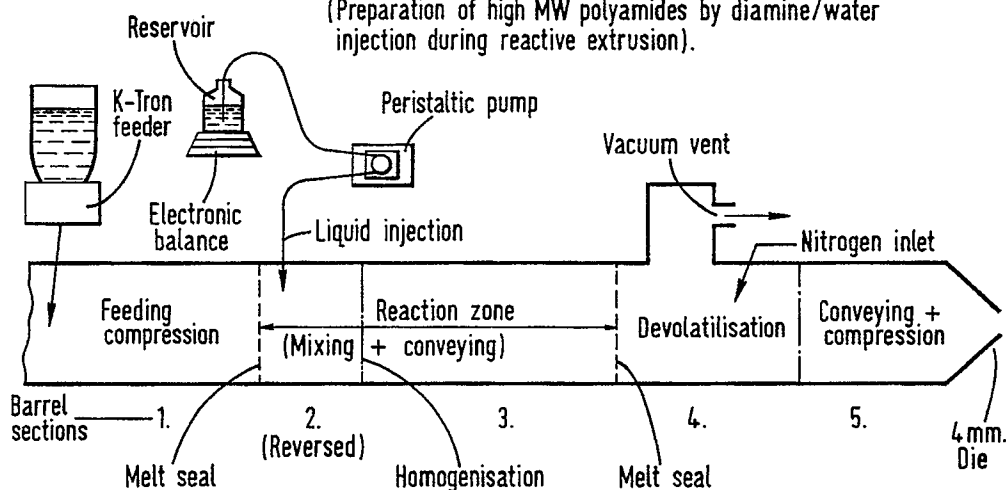 (Preparation of high MW polyamides by diamine/water
injection during reactive extrusion).
Reservoir
K-Tron
feeder
Peristaltic pump
Vacuum vent
Electronic
balance
Liquid injection
Nitrogen inlet
Feeding
compression
Reaction zone
(Mixing + conveying)
Devolatilisation
Conveying +
compression
Barrel
sections
1.
2.
(Reversed)
3.
4.
5.
4mm.
Die
Melt seal
Homogenisation
Melt seal